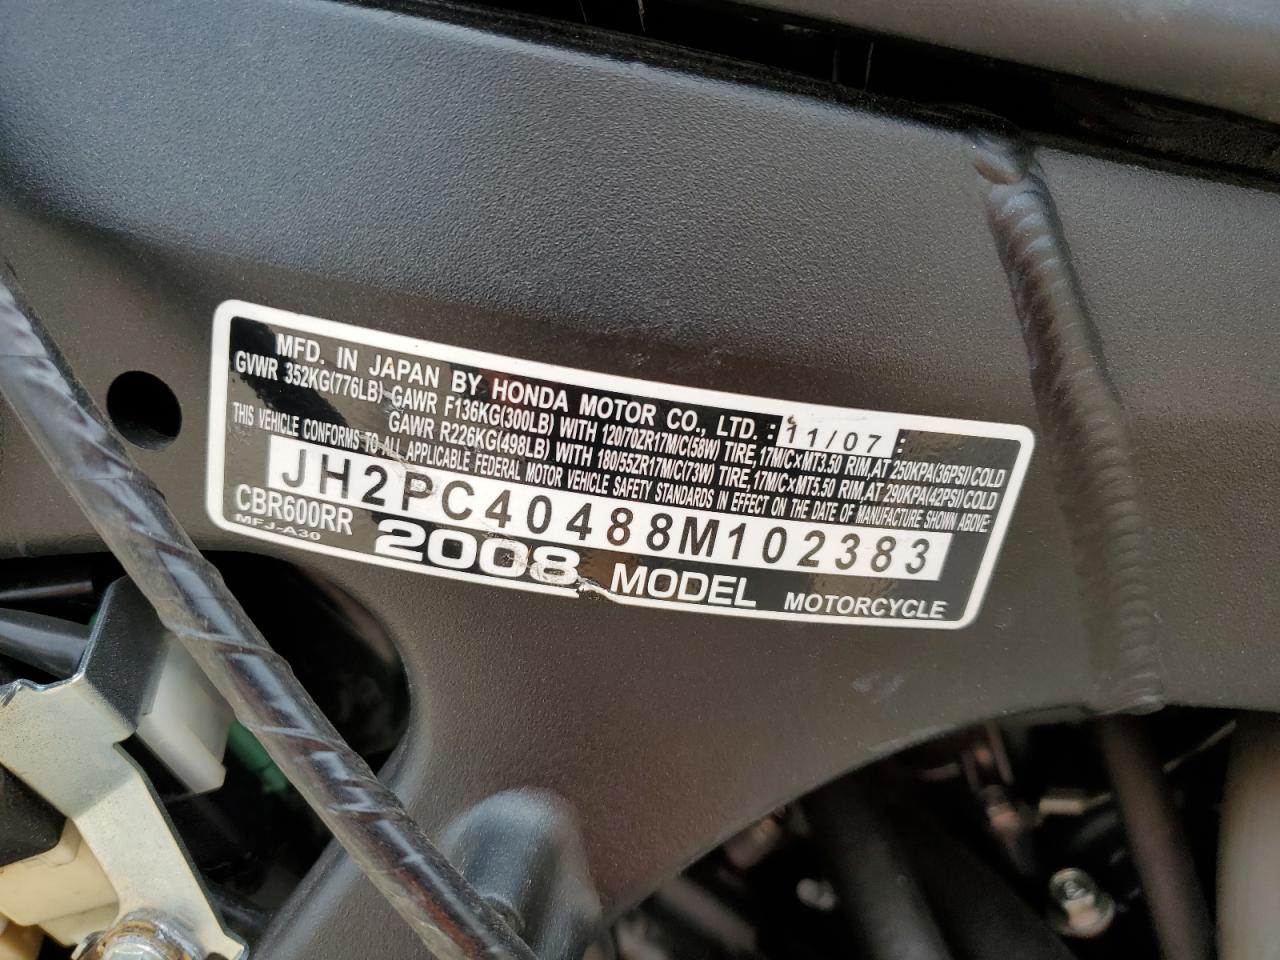 MFD. IN JAPAN BY HONDA MOTOR CO., LTD. : 11/07 :
GVWR 352KG(776LB) GAWR F136KG(300LB) WITH 120/70ZR17M/C(58W) TIRE,17M/C×MT3.50 RIM,AT 250KPA(36PSI)COLD
GAWR R226KG(498LB) WITH 180/55ZR17M/C(73W) TIRE,17M/C×MT5.50 RIM,AT 290KPA(42PSI)COLD
THIS VEHICLE CONFORMS TO ALL APPLICABLE FEDERAL MOTOR VEHICLE SAFETY STANDARDS IN EFFECT ON THE DATE OF MANUFACTURE SHOWN ABOVE:
JH2PC40488M102383
CBR600RR
MFJ-A30
2008 MODEL MOTORCYCLE